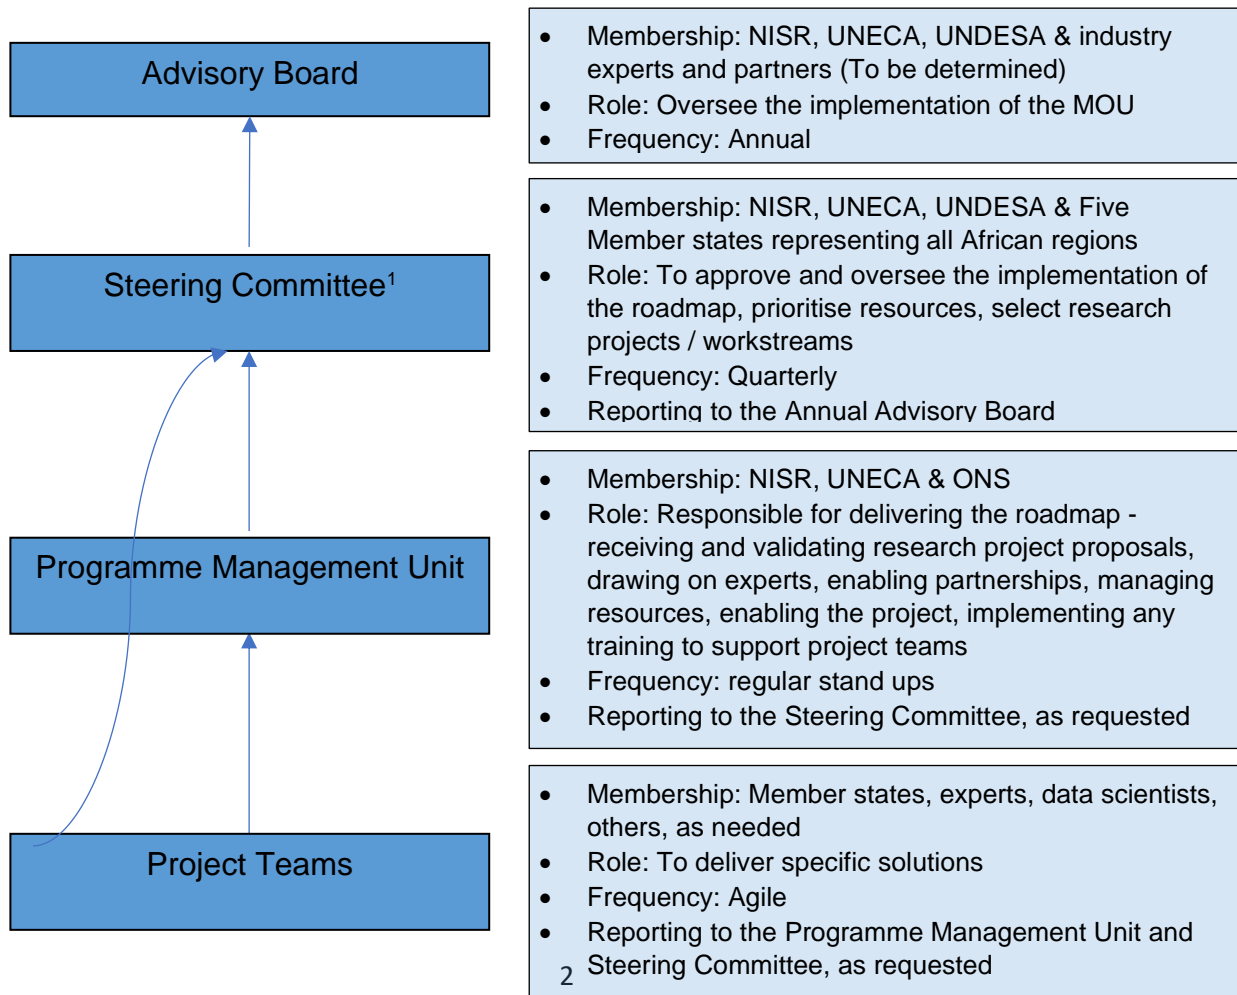 Advisory Board
• Membership: NISR, UNECA, UNDESA & industry
experts and partners (To be determined)
• Role: Oversee the implementation of the MOU
• Frequency: Annual
Steering Committee¹
• Membership: NISR, UNECA, UNDESA & Five
Member states representing all African regions
• Role: To approve and oversee the implementation of
the roadmap, prioritise resources, select research
projects / workstreams
• Frequency: Quarterly
• Reporting to the Annual Advisory Board
Programme Management Unit
• Membership: NISR, UNECA & ONS
• Role: Responsible for delivering the roadmap -
receiving and validating research project proposals,
drawing on experts, enabling partnerships, managing
resources, enabling the project, implementing any
training to support project teams
• Frequency: regular stand ups
• Reporting to the Steering Committee, as requested
Project Teams
• Membership: Member states, experts, data scientists,
others, as needed
• Role: To deliver specific solutions
• Frequency: Agile
• Reporting to the Programme Management Unit and
Steering Committee, as requested
2